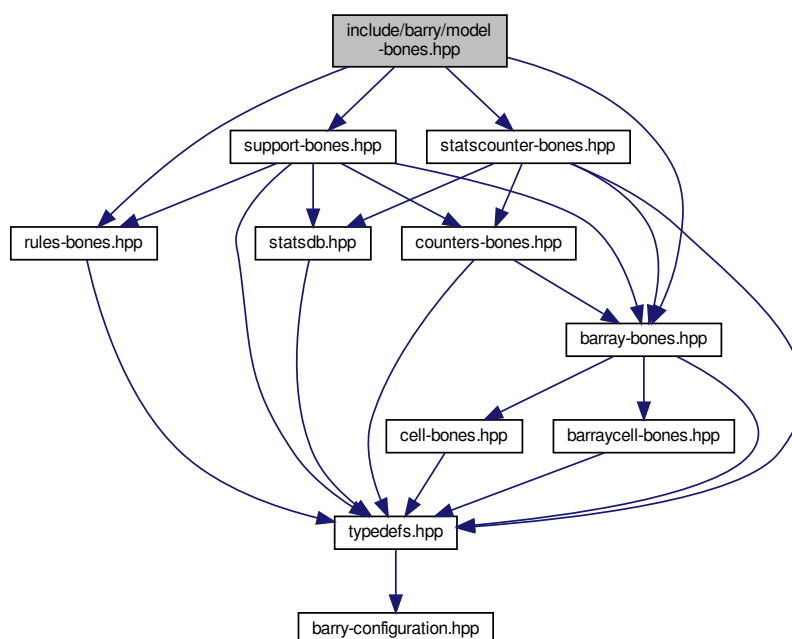 include/barry/model
-bones.hpp
support-bones.hpp
statscounter-bones.hpp
rules-bones.hpp
statsdb.hpp
counters-bones.hpp
barray-bones.hpp
cell-bones.hpp
barraycell-bones.hpp
typedefs.hpp
barry-configuration.hpp